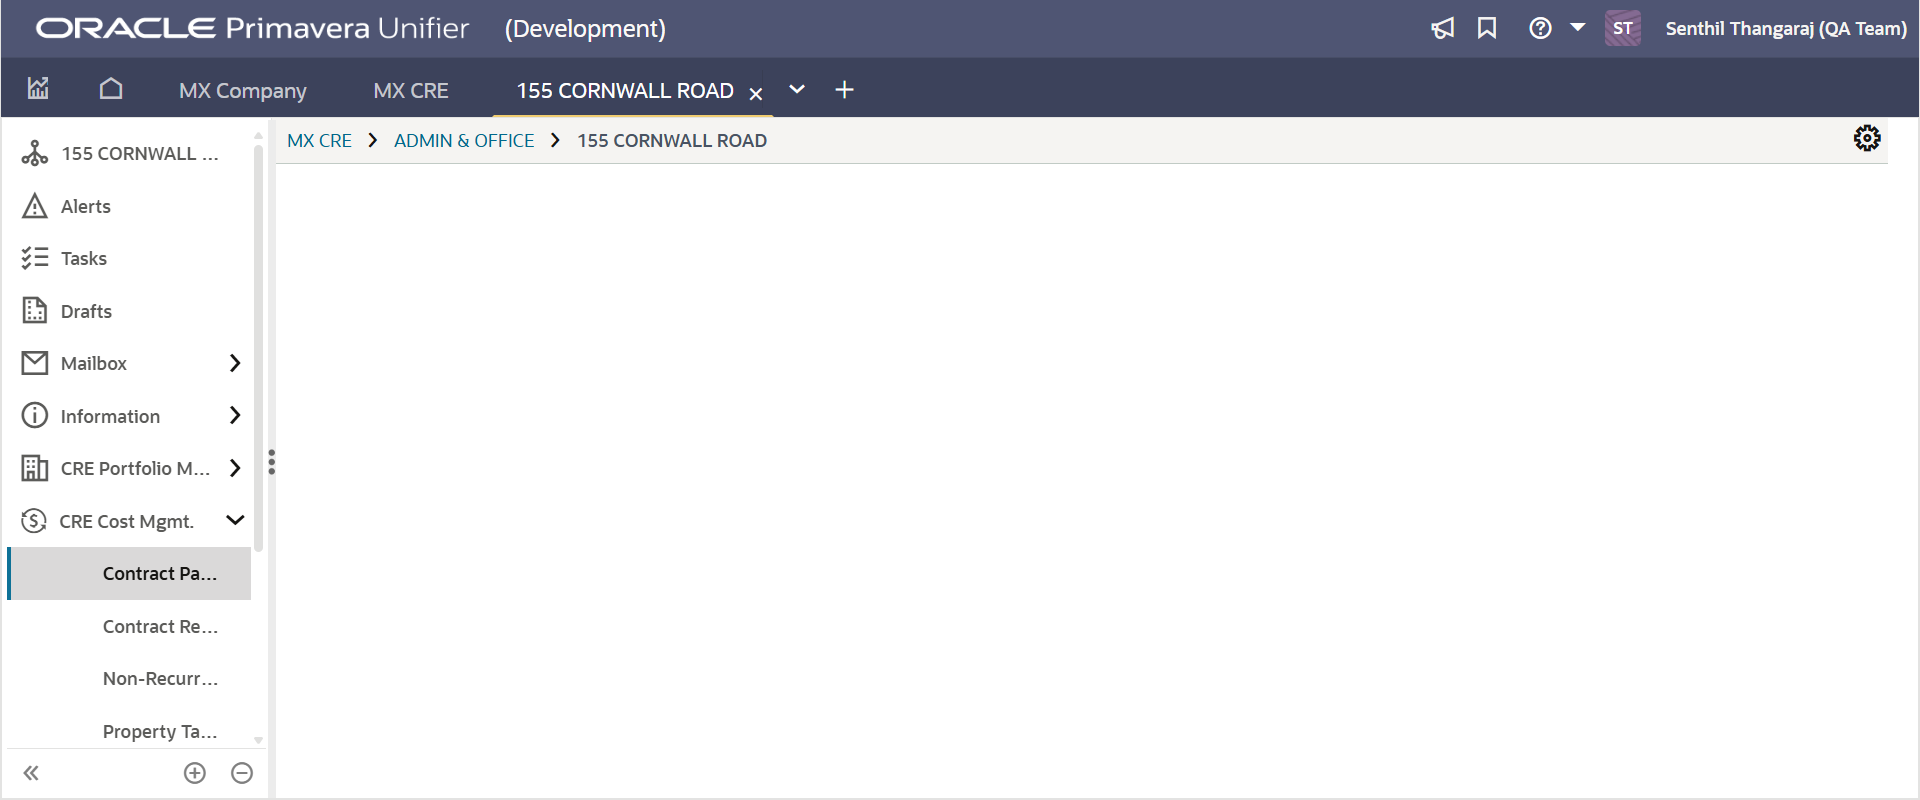 ORACLE Primavera Unifier (Development) ST Senthil Thangaraj (QA Team)
MX Company MX CRE 155 CORNWALL ROAD
MX CRE ADMIN & OFFICE 155 CORNWALL ROAD
155 CORNWALL ...
Alerts
Tasks
Drafts
Mailbox
Information
CRE Portfolio M...
CRE Cost Mgmt.
Contract Pa...
Contract Re...
Non-Recurr...
Property Ta...